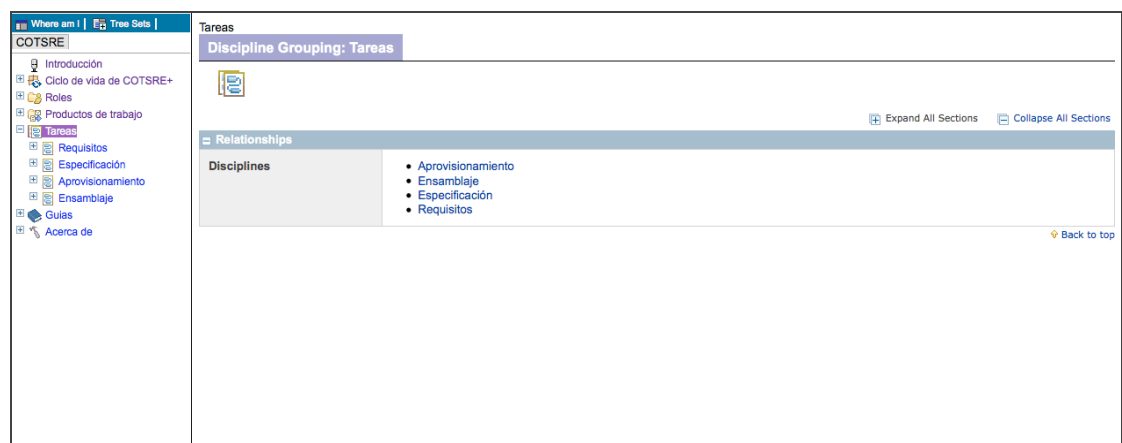 Where am I | Tree Sets |
COTSRE
Introducción
Ciclo de vida de COTSRE+
Roles
Productos de trabajo
Tareas
Requisitos
Especificación
Aprovisionamiento
Ensamblaje
Guias
Acerca de
Tareas
Discipline Grouping: Tareas
Expand All Sections Collapse All Sections
Relationships
Disciplines
Aprovisionamiento
Ensamblaje
Especificación
Requisitos
Back to top